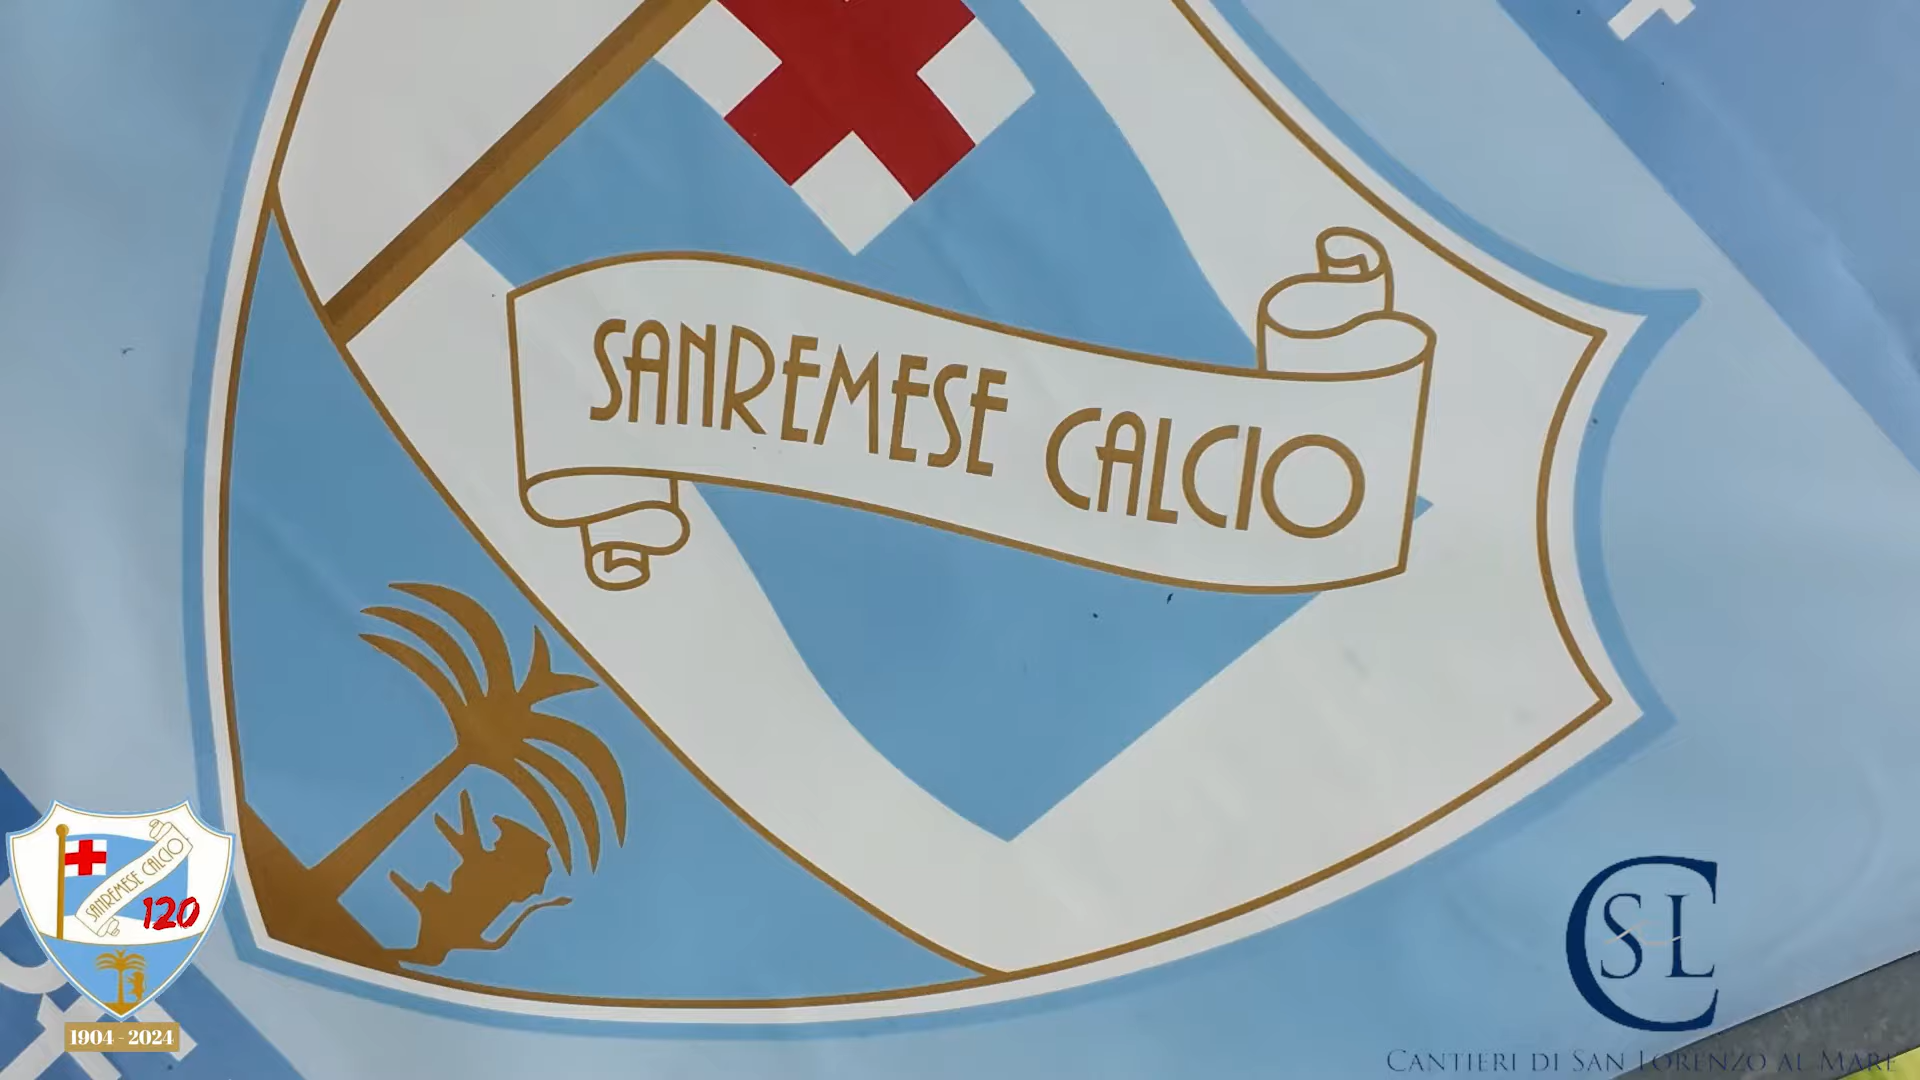 SANREMESE CALCIO
SANREMESE CALCIO
120
1904 - 2024
CSL
CANTIERI DI SAN LORENZO AL MARE